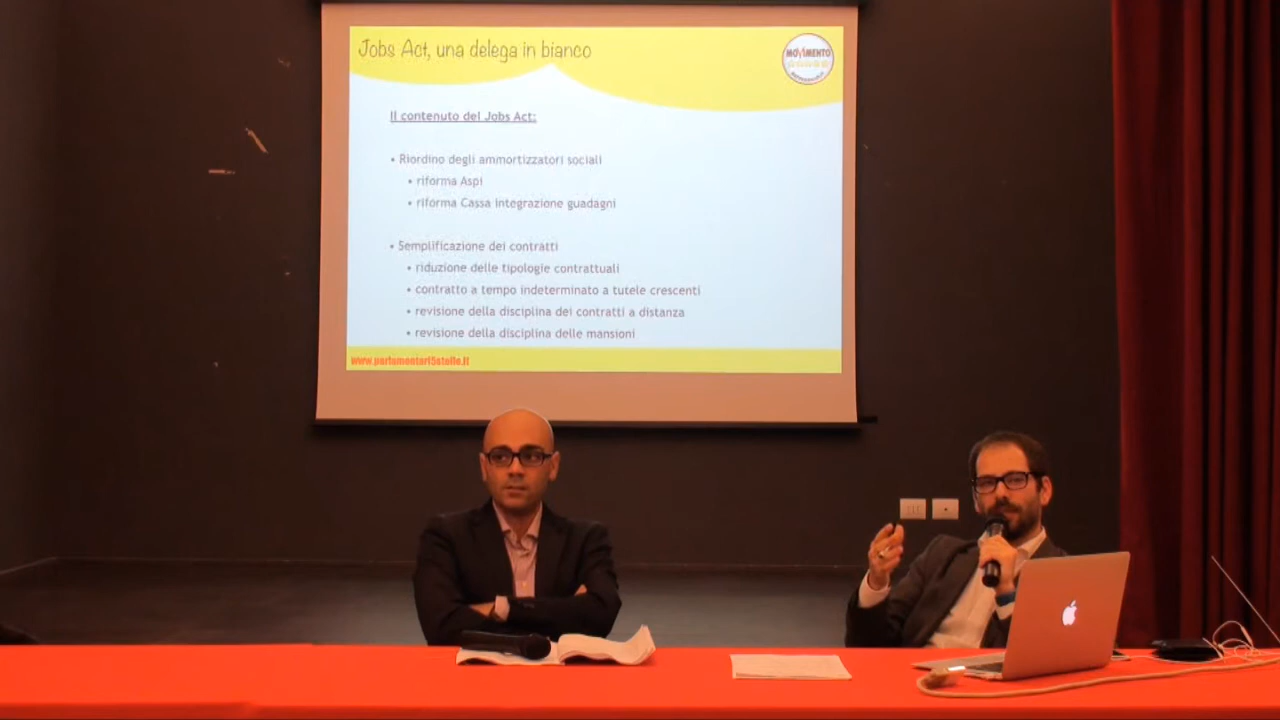 Jobs Act, una delega in bianco
MOVIMENTO
Il contenuto del Jobs Act:
• Riordino degli ammortizzatori sociali
• riforma Aspi
• riforma Cassa integrazione guadagni
• Semplificazione dei contratti
• riduzione delle tipologie contrattuali
• contratto a tempo indeterminato a tutele crescenti
• revisione della disciplina dei contratti a distanza
• revisione della disciplina delle mansioni
www.parlamentari5stelle.it